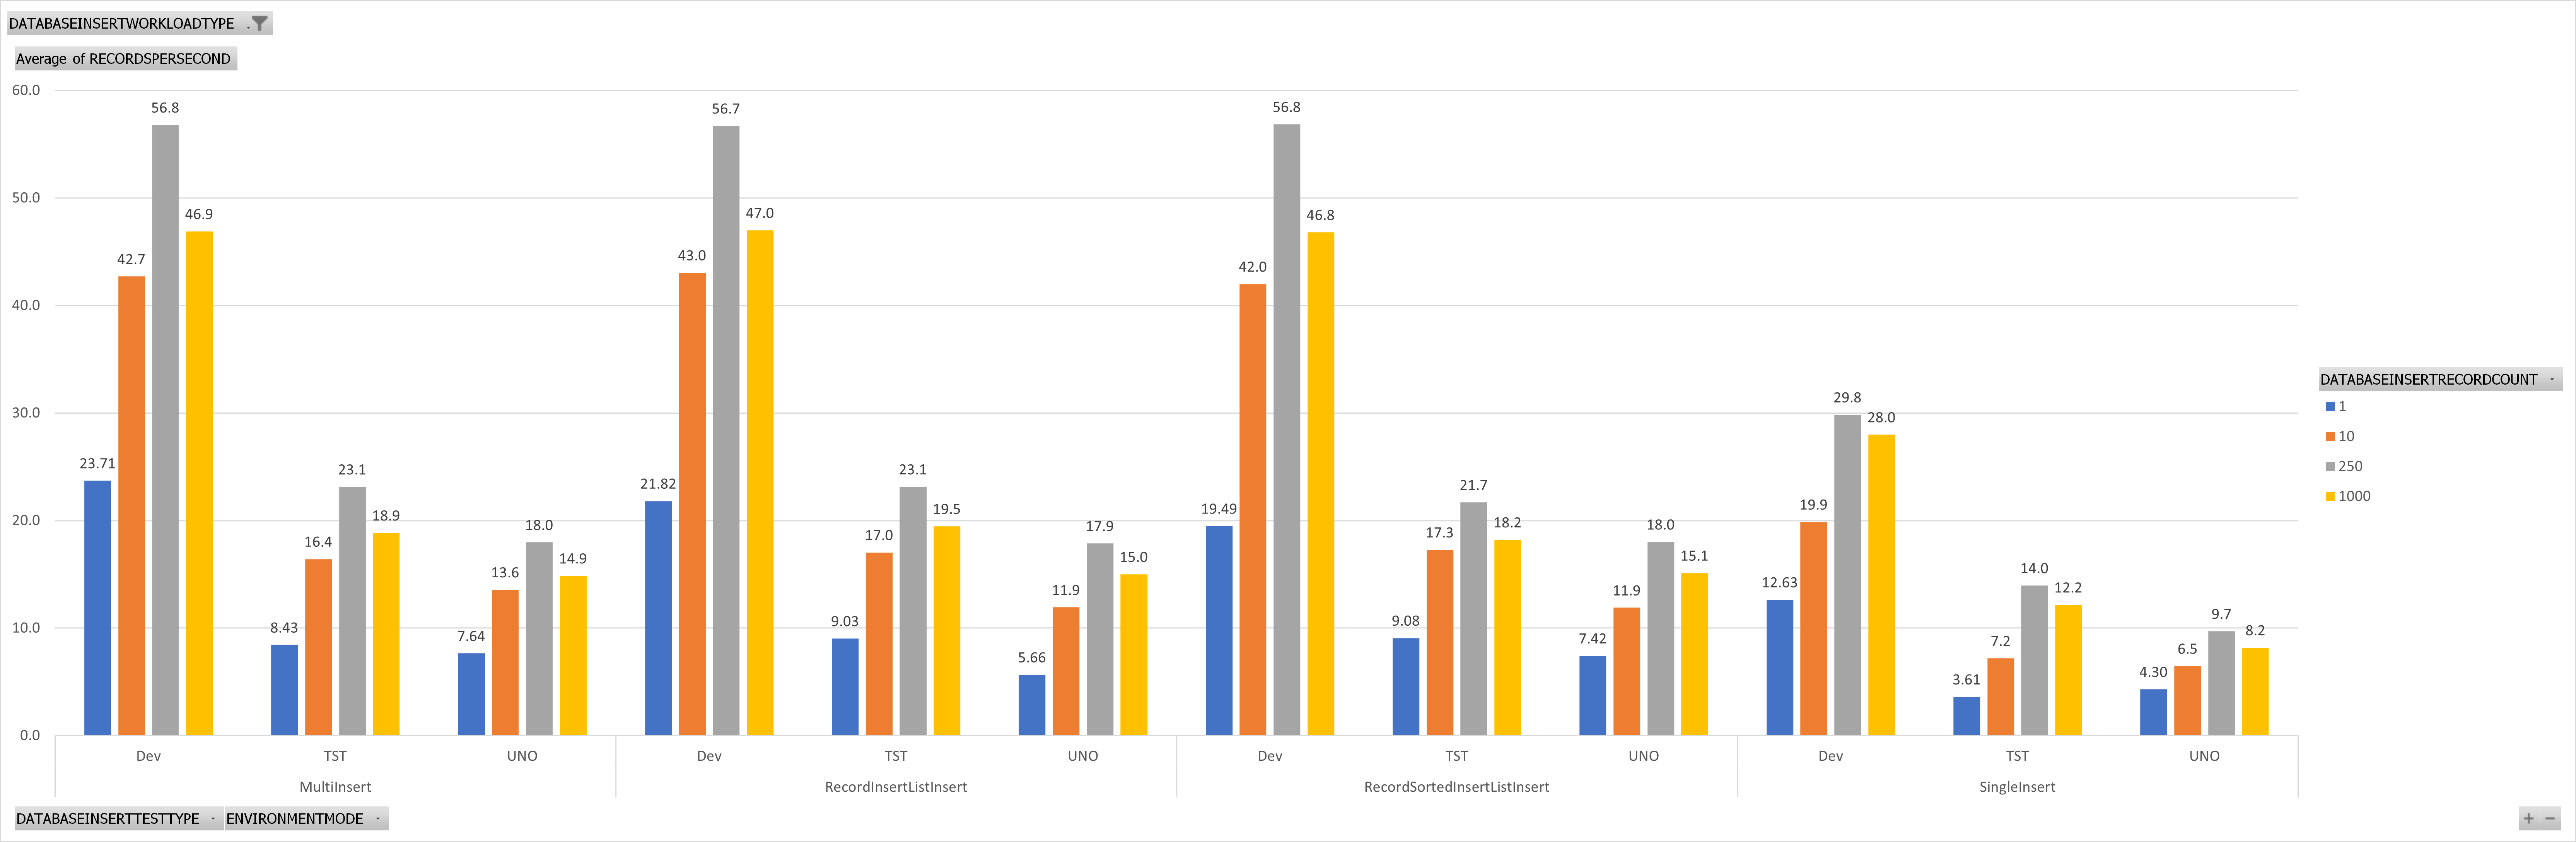 DATABASEINSERTWORKLOADTYPE
Average of RECORDSPERSECOND
60.0
50.0
40.0
30.0
20.0
10.0
0.0
23.71 42.7 56.8 46.9
8.43 16.4 23.1 18.9
7.64 13.6 18.0 14.9
21.82 43.0 56.7 47.0
9.03 17.0 23.1 19.5
5.66 11.9 17.9 15.0
19.49 42.0 56.8 46.8
9.08 17.3 21.7 18.2
7.42 11.9 18.0 15.1
12.63 19.9 29.8 28.0
3.61 7.2 14.0 12.2
4.30 6.5 9.7 8.2
Dev TST UNO Dev TST UNO Dev TST UNO Dev TST UNO
MultiInsert RecordInsertListInsert RecordSortedInsertListInsert SingleInsert
DATABASEINSERTRECORDCOUNT
1
10
250
1000
DATABASEINSERTTESTTYPE ENVIRONMENTMODE
+ −